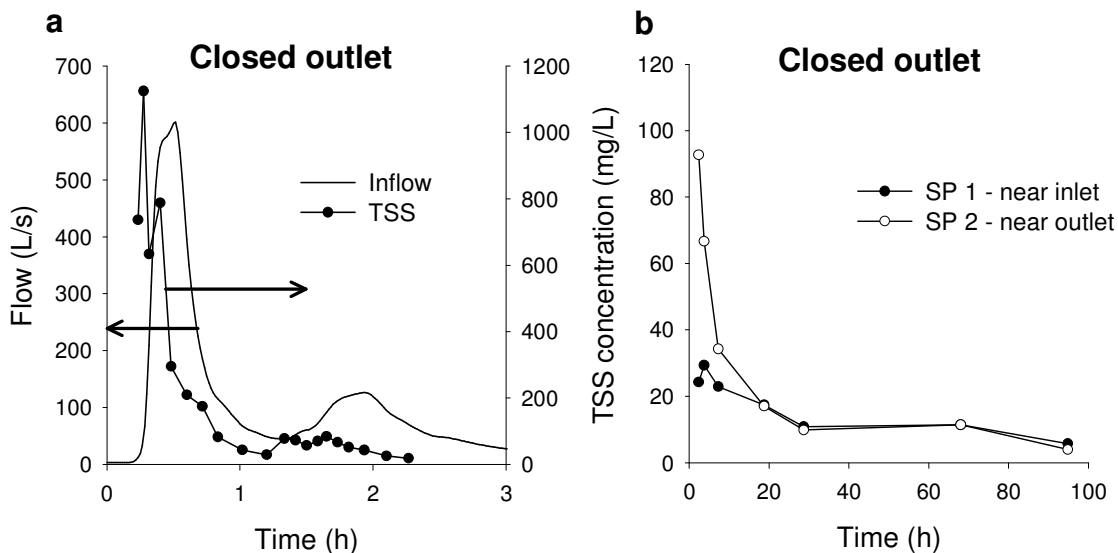 a
Closed outlet
Flow (L/s)
700
600
500
400
300
200
100
0
1200
1000
800
600
400
200
0
Inflow
TSS
0
1
2
3
Time (h)
b
Closed outlet
TSS concentration (mg/L)
120
100
80
60
40
20
0
SP 1 - near inlet
SP 2 - near outlet
0
20
40
60
80
100
Time (h)